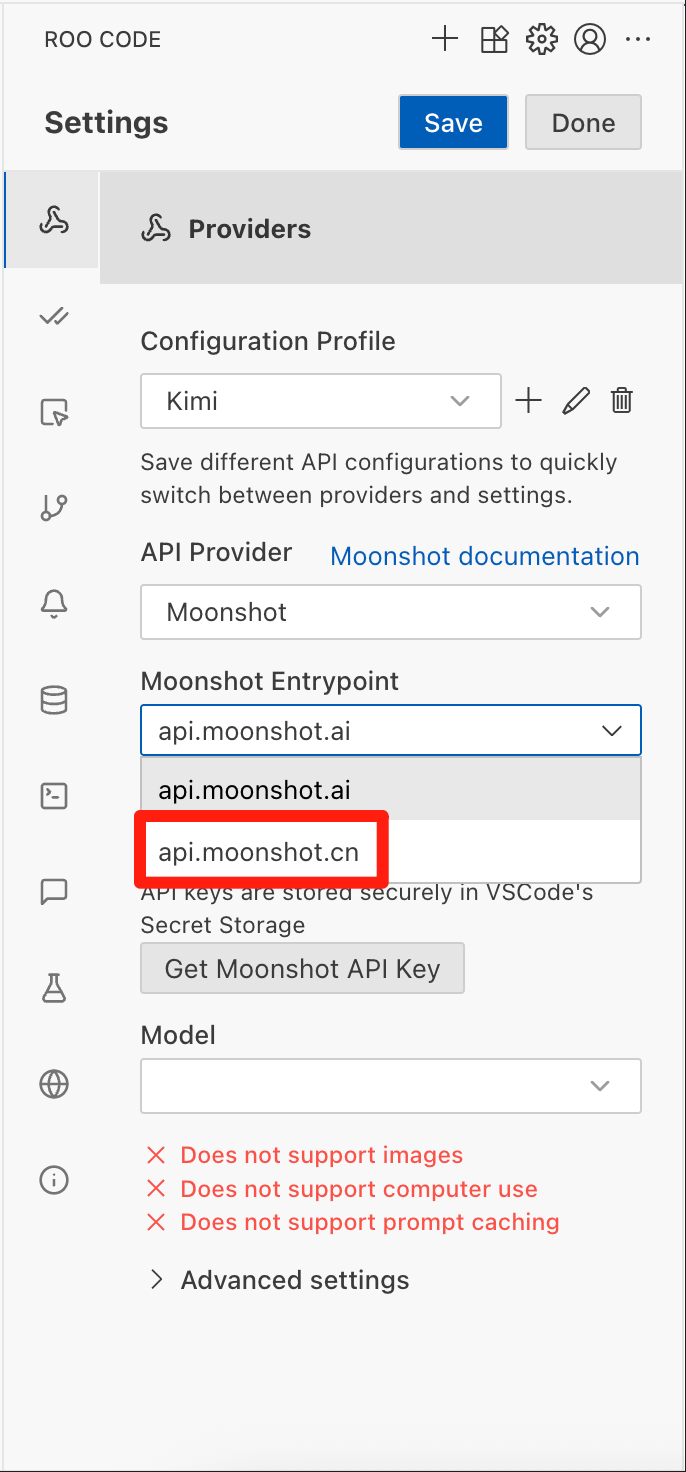 ROO CODE
Settings
Save
Done
Providers
Configuration Profile
Kimi
Save different API configurations to quickly
switch between providers and settings.
API Provider
Moonshot documentation
Moonshot
Moonshot Entrypoint
api.moonshot.ai
api.moonshot.ai
api.moonshot.cn
API keys are stored securely in VSCode's
Secret Storage
Get Moonshot API Key
Model
Does not support images
Does not support computer use
Does not support prompt caching
Advanced settings